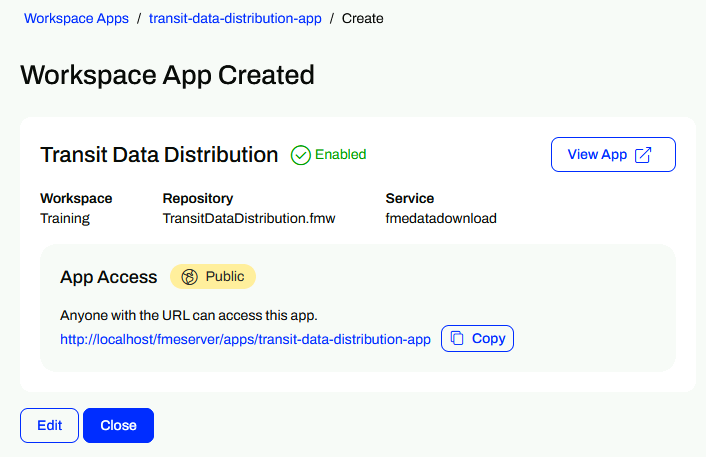 Workspace Apps / transit-data-distribution-app / Create
Workspace App Created
Transit Data Distribution Enabled View App
Workspace Repository Service
Training TransitDataDistribution.fmw fmedatadownload
App Access Public
Anyone with the URL can access this app.
http://localhost/fmeserver/apps/transit-data-distribution-app Copy
Edit Close